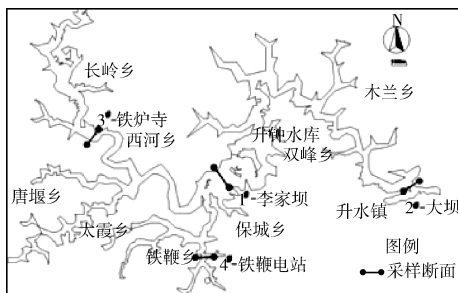 N
长岭乡
木兰乡
3#-铁炉寺
西河乡
升钟水库
双峰乡
唐堰乡
1#-李家坝
升水镇
2#-大坝
太霞乡
保城乡
铁鞭乡
4#-铁鞭电站
图例
采样断面